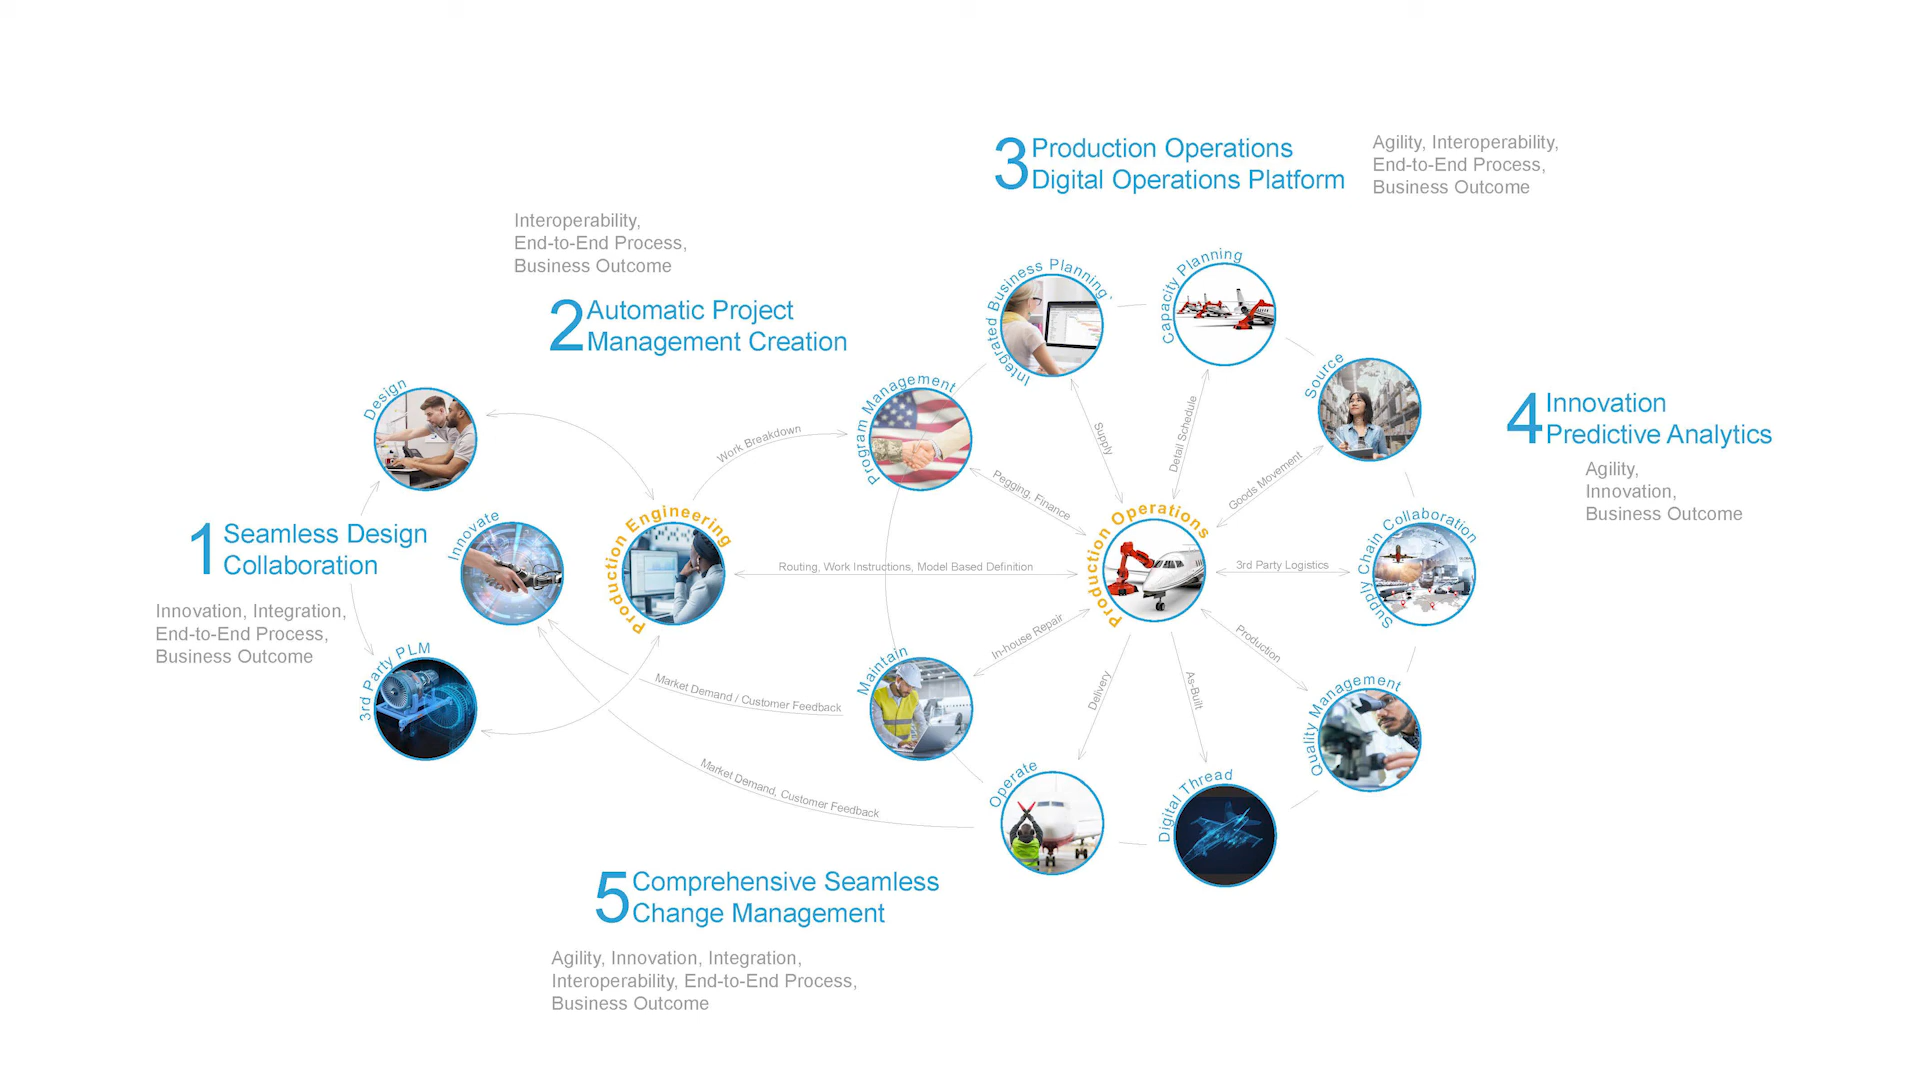 3 Production Operations
Digital Operations Platform
Agility, Interoperability,
End-to-End Process,
Business Outcome
Interoperability,
End-to-End Process,
Business Outcome
2 Automatic Project
Management Creation
Integrated Business Planning`
Capacity Planning
Source
4 Innovation
Predictive Analytics
Agility,
Innovation,
Business Outcome
Design
Program Management
Work Breakdown
Supply
Detail Schedule
Goods Movement
Pegging, Finance
1 Seamless Design
Collaboration
Innovation, Integration,
End-to-End Process,
Business Outcome
Innovate
Production Engineering
Routing, Work Instructions, Model Based Definition
Production Operations
3rd Party Logistics
Supply Chain Collaboration
3rd Party PLM
Market Demand / Customer Feedback
Maintain
In-house Repair
Delivery
As-Built
Production
Quality Management
Market Demand, Customer Feedback
Operate
Digital Thread
5 Comprehensive Seamless
Change Management
Agility, Innovation, Integration,
Interoperability, End-to-End Process,
Business Outcome